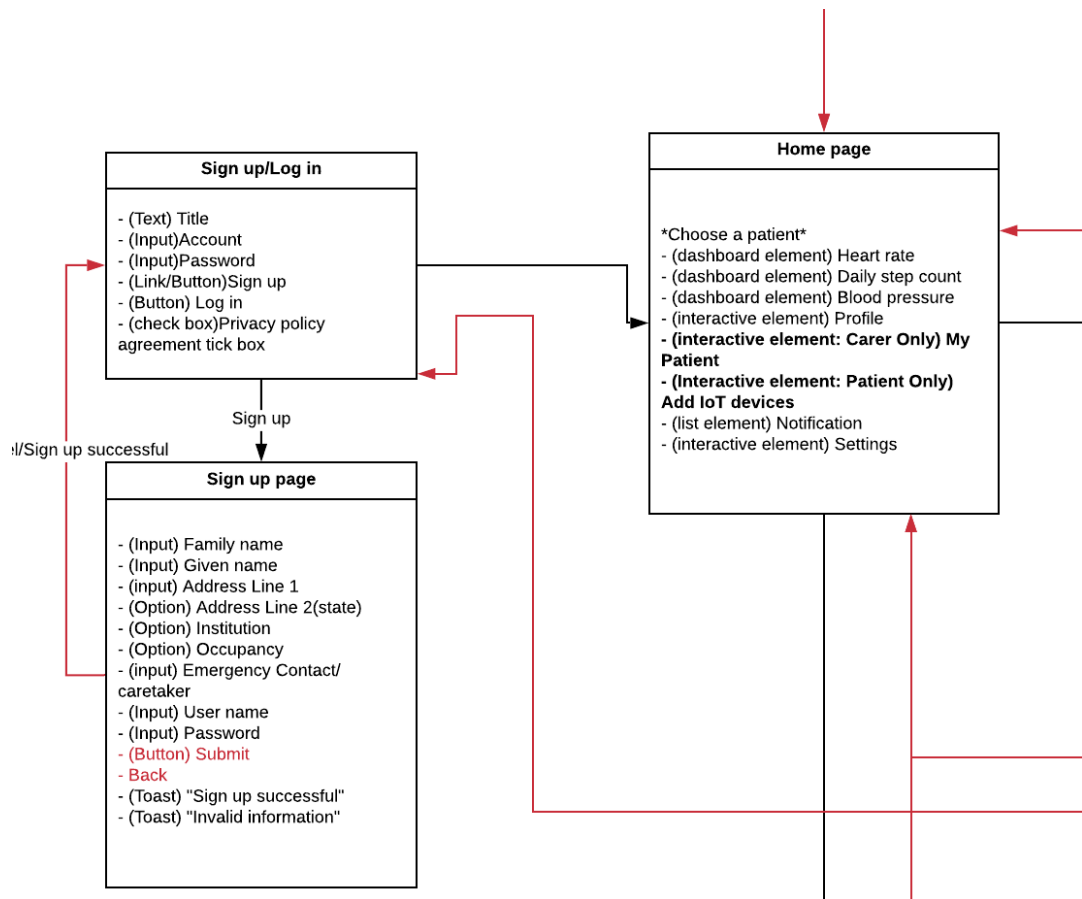 Sign up/Log in
- (Text) Title
- (Input)Account
- (Input)Password
- (Link/Button)Sign up
- (Button) Log in
- (check box)Privacy policy
agreement tick box
Sign up
/Sign up successful
Sign up page
- (Input) Family name
- (Input) Given name
- (input) Address Line 1
- (Option) Address Line 2(state)
- (Option) Institution
- (Option) Occupancy
- (input) Emergency Contact/
caretaker
- (Input) User name
- (Input) Password
- (Button) Submit
- Back
- (Toast) "Sign up successful"
- (Toast) "Invalid information"
Home page
*Choose a patient*
- (dashboard element) Heart rate
- (dashboard element) Daily step count
- (dashboard element) Blood pressure
- (interactive element) Profile
- (interactive element: Carer Only) My
Patient
- (Interactive element: Patient Only)
Add IoT devices
- (list element) Notification
- (interactive element) Settings